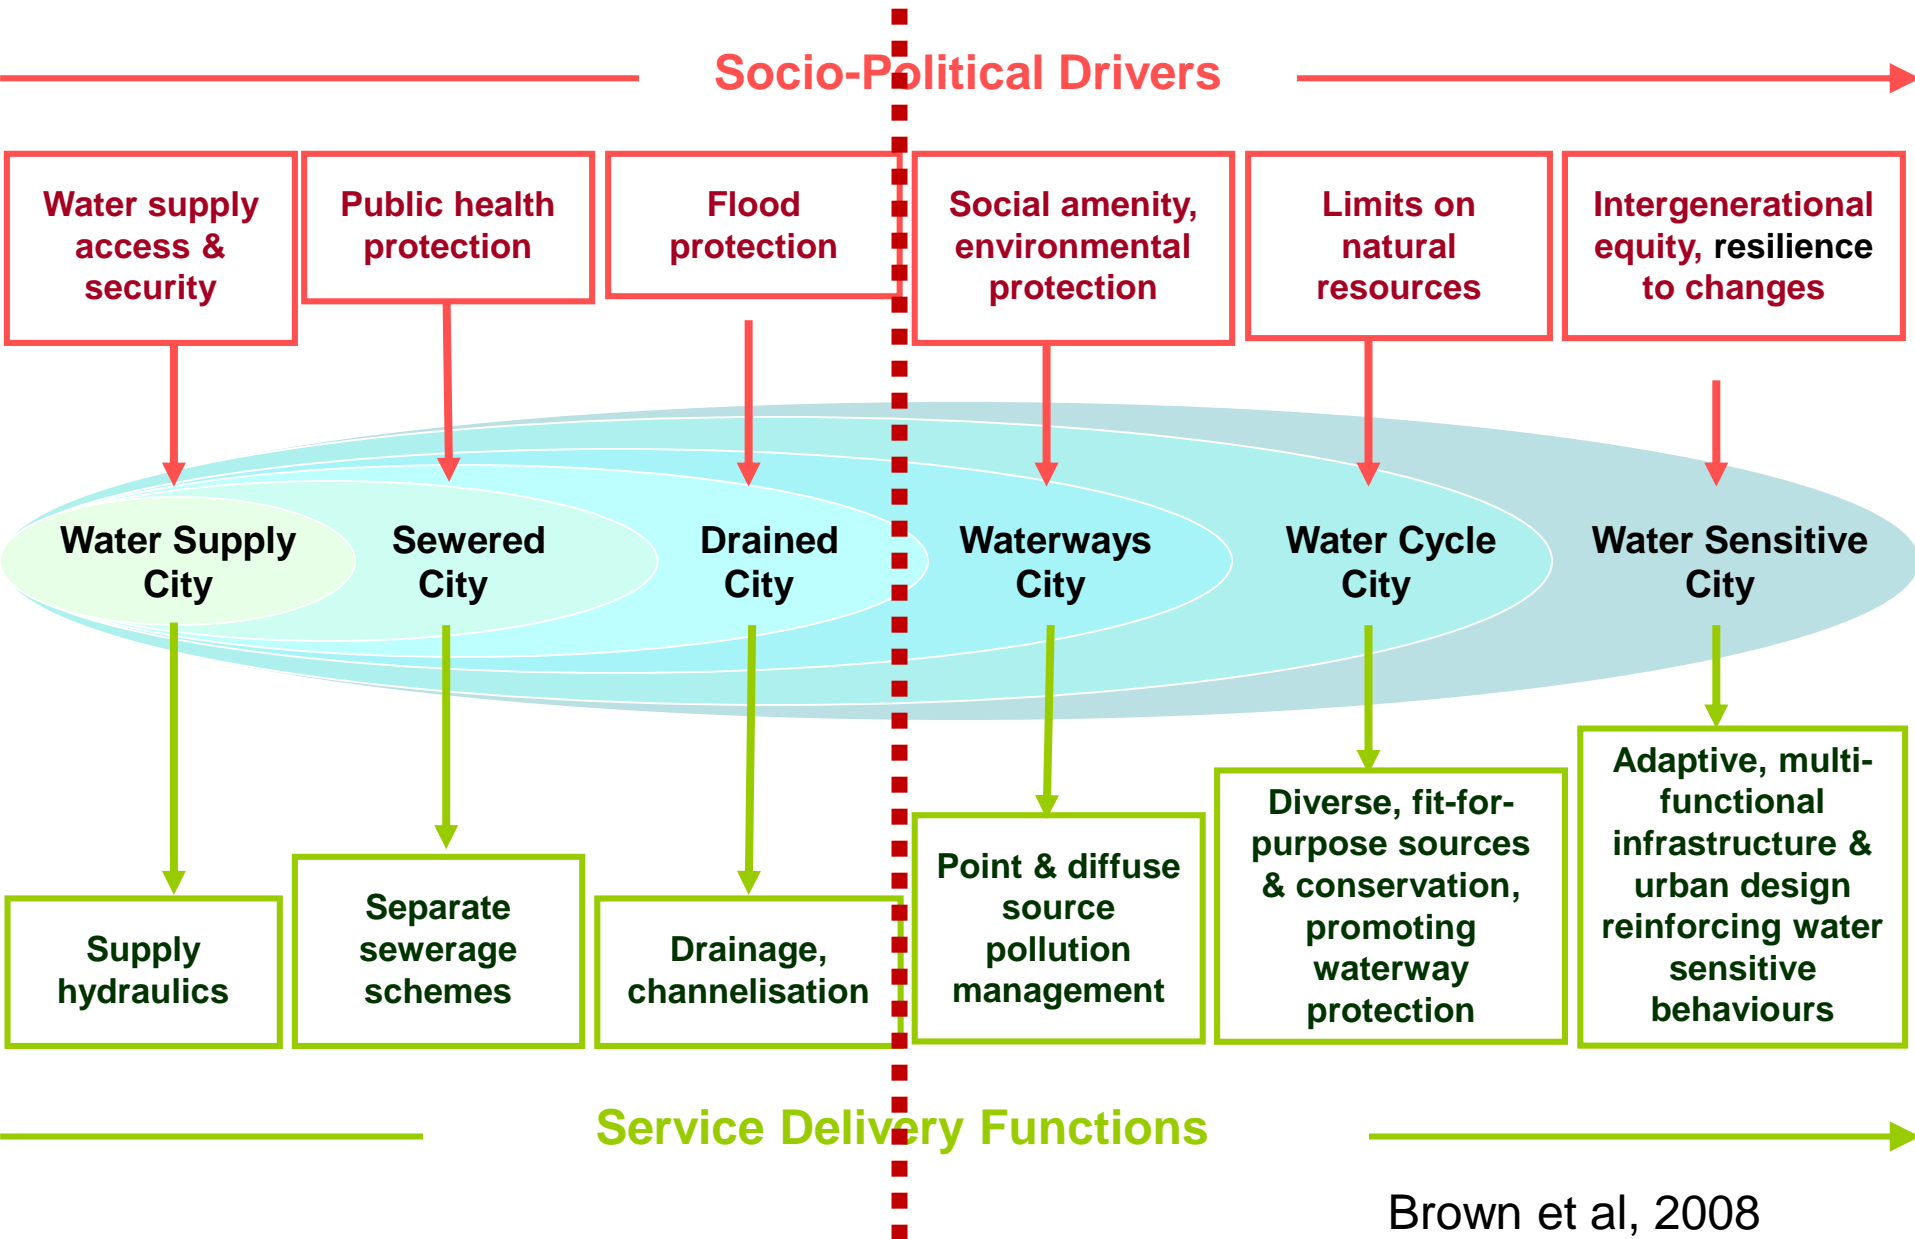 Socio-Political Drivers
Water supply
access &
security
Public health
protection
Flood
protection
Social amenity,
environmental
protection
Limits on
natural
resources
Intergenerational
equity, resilience
to changes
Water Supply
City
Sewered
City
Drained
City
Waterways
City
Water Cycle
City
Water Sensitive
City
Supply
hydraulics
Separate
sewerage
schemes
Drainage,
channelisation
Point & diffuse
source
pollution
management
Diverse, fit-for-
purpose sources
& conservation,
promoting
waterway
protection
Adaptive, multi-
functional
infrastructure &
urban design
reinforcing water
sensitive
behaviours
Service Delivery Functions
Brown et al, 2008